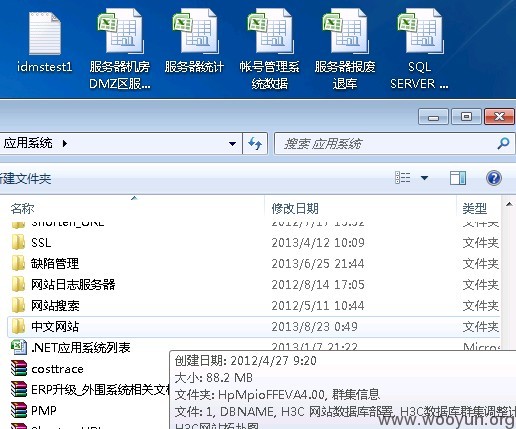 idmstest1
服务器机房
DMZ区服...
服务器统计
帐号管理系
统数据
服务器报废
退库
SQL
SERVER ...
应用系统
搜索 应用系统
新建文件夹
名称 修改日期 类型
Shorten_URL 2012/7/17 15:52 文件夹
SSL 2013/4/12 10:09 文件夹
缺陷管理 2013/6/25 21:44 文件夹
网站日志服务器 2012/8/14 17:05 文件夹
网站搜索 2012/5/11 10:44 文件夹
中文网站 2013/8/23 0:49 文件夹
.NET应用系统列表 2013/1/7 21:22 Micros
costtrace
ERP升级_外围系统相关文档
PMP
创建日期: 2012/4/27 9:20
大小: 88.2 MB
文件夹: HpMpioFFEVA4.00, 群集信息
文件: 1, DBNAME, H3C 网站数据库部署, H3C数据库群集调整计
H3C网站拓扑图
www.wooyun.org